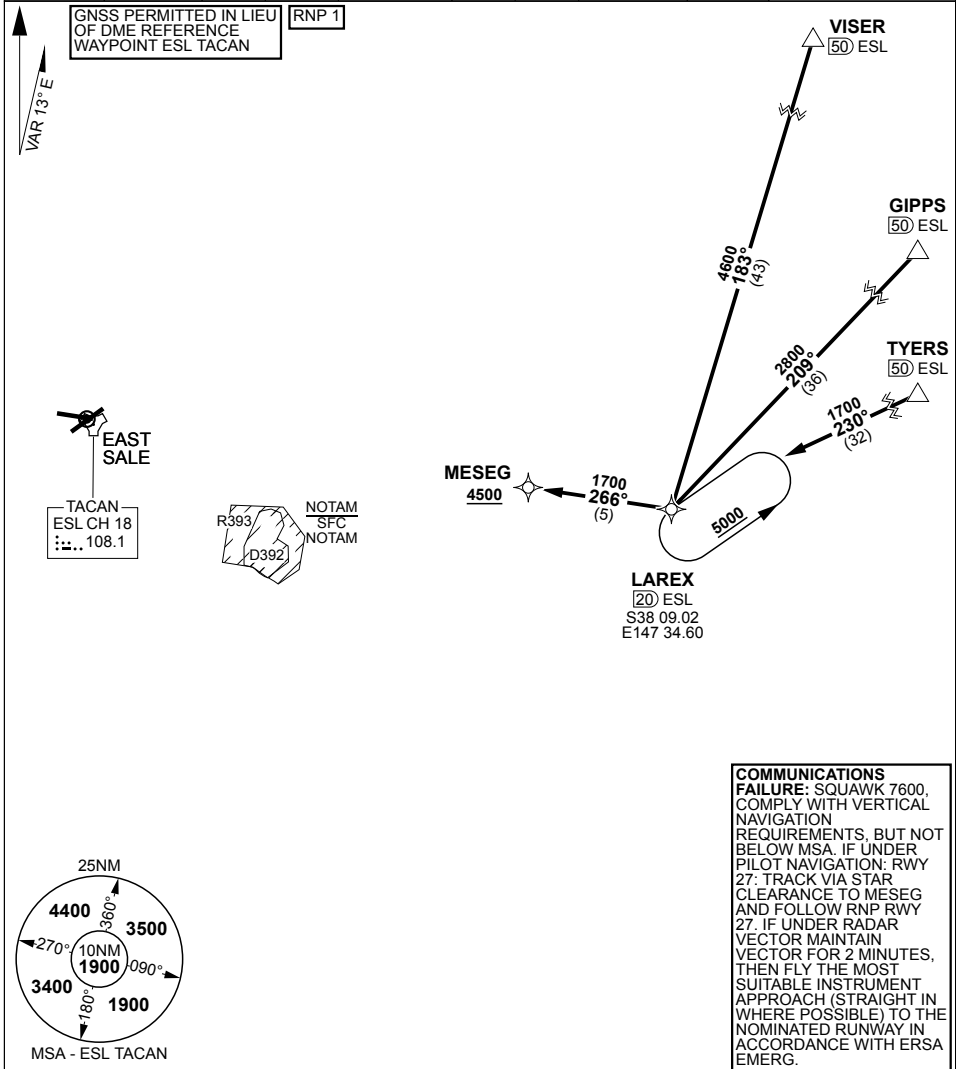 GNSS PERMITTED IN LIEU
OF DME REFERENCE
WAYPOINT ESL TACAN
RNP 1
VAR 13° E
VISER
50 ESL
GIPPS
50 ESL
TYERS
50 ESL
4600
183°
(43)
2800
209°
(36)
1700
230°
(32)
EAST
SALE
TACAN
ESL CH 18
108.1
R393
D392
NOTAM
SFC
NOTAM
MESEG
4500
1700
266°
(5)
5000
LAREX
20 ESL
S38 09.02
E147 34.60
COMMUNICATIONS
FAILURE: SQUAWK 7600,
COMPLY WITH VERTICAL
NAVIGATION
REQUIREMENTS, BUT NOT
BELOW MSA. IF UNDER
PILOT NAVIGATION: RWY
27: TRACK VIA STAR
CLEARANCE TO MESEG
AND FOLLOW RNP RWY
27. IF UNDER RADAR
VECTOR MAINTAIN
VECTOR FOR 2 MINUTES,
THEN FLY THE MOST
SUITABLE INSTRUMENT
APPROACH (STRAIGHT IN
WHERE POSSIBLE) TO THE
NOMINATED RUNWAY IN
ACCORDANCE WITH ERSA
EMERG.
25NM
4400
360°
3500
270°
10NM
1900
090°
3400
180°
1900
MSA - ESL TACAN